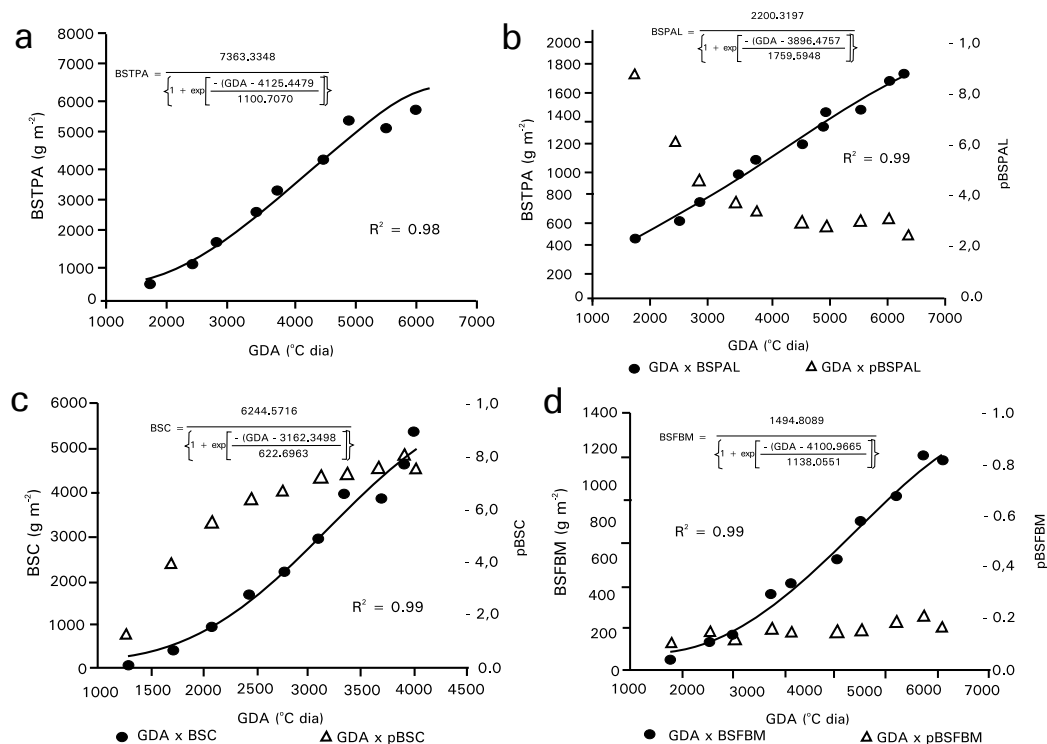 a
8000
7000
6000
5000
4000
3000
2000
1000
0
BSTPA (g m⁻²)
BSTPA =
7363.3348
{1 + exp[- (GDA - 4125.4479
1100.7070]}
R² = 0.98
1000 2000 3000 4000 5000 6000 7000
GDA (°C dia)
b
2000
1800
1600
1400
1200
1000
800
600
400
200
0
BSTPA (g m⁻²)
BSPAL =
2200.3197
{1 + exp[- (GDA - 3896.4757
1759.5948]}
R² = 0.99
- 1,0
- 8,0
- 6,0
- 4,0
- 2,0
0.0
pBSPAL
1000 2000 3000 4000 5000 6000 7000
GDA (°C dia)
● GDA x BSPAL △ GDA x pBSPAL
c
6000
5000
4000
3000
2000
1000
0
BSC (g m⁻²)
BSC =
6244.5716
{1 + exp[- (GDA - 3162.3498
622.6963]}
R² = 0.99
- 1,0
- 8,0
- 6,0
- 4,0
- 2,0
0.0
pBSC
1000 1500 2000 2500 3000 3500 4000 4500
GDA (°C dia)
● GDA x BSC △ GDA x pBSC
d
1400
1200
1000
800
600
400
200
0
BSFBM (g m⁻²)
BSFBM =
1494.8089
{1 + exp[- (GDA - 4100.9665
1138.0551]}
R² = 0.99
- 1.0
- 0.8
- 0.6
- 0.4
- 0.2
0.0
pBSFBM
1000 2000 3000 4000 5000 6000 7000
GDA (°C dia)
● GDA x BSFBM △ GDA x pBSFBM